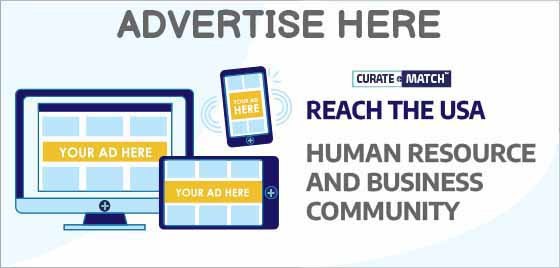 ADVERTISE HERE
CURATE e MATCH™
REACH THE USA
HUMAN RESOURCE
AND BUSINESS
COMMUNITY
YOUR AD
HERE
YOUR AD HERE
YOUR AD HERE